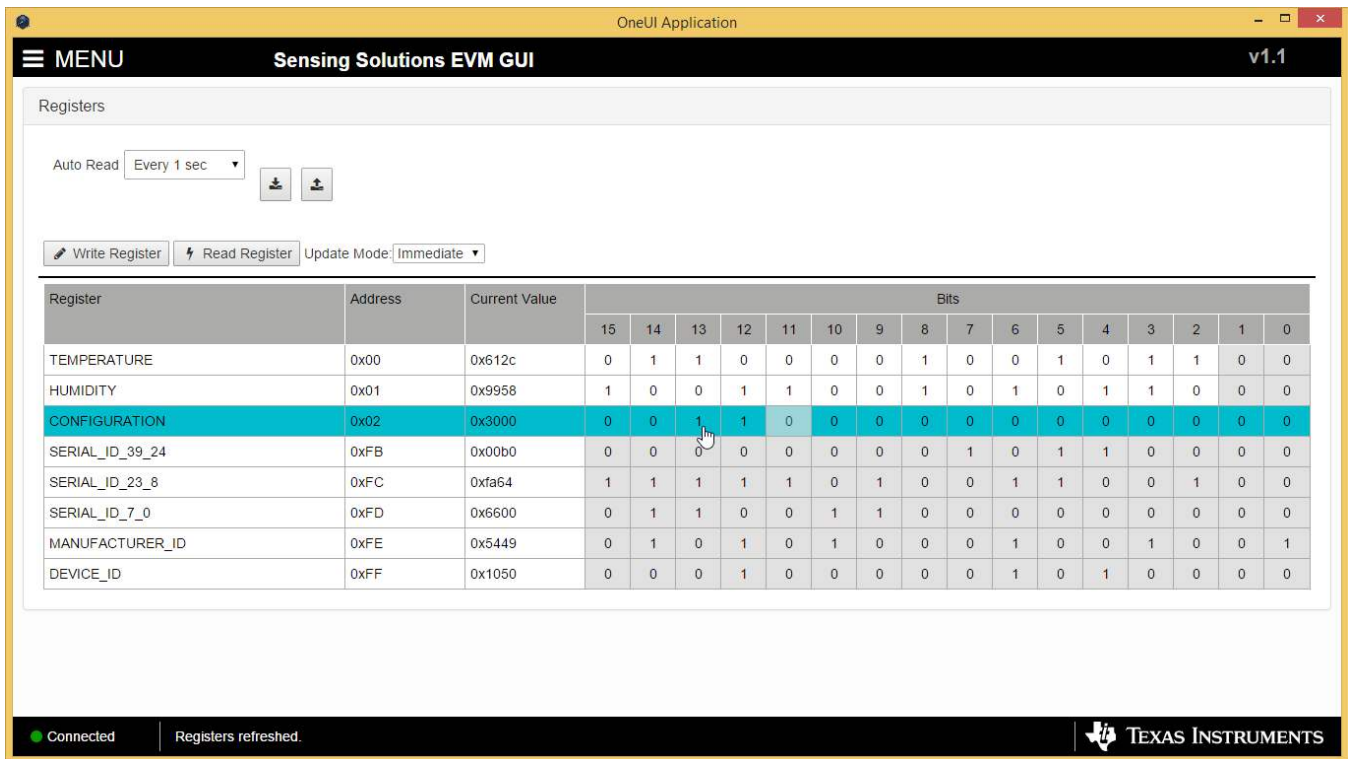 OneUI Application
MENU Sensing Solutions EVM GUI v1.1
Registers
Auto Read Every 1 sec
Write Register Read Register Update Mode: Immediate
Register Address Current Value Bits
15 14 13 12 11 10 9 8 7 6 5 4 3 2 1 0
TEMPERATURE 0x00 0x612c 0 1 1 0 0 0 0 1 0 0 1 0 1 1 0 0
HUMIDITY 0x01 0x9958 1 0 0 1 1 0 0 1 0 1 0 1 1 0 0 0
CONFIGURATION 0x02 0x3000 0 0 1 1 0 0 0 0 0 0 0 0 0 0 0 0
SERIAL_ID_39_24 0xFB 0x00b0 0 0 0 0 0 0 0 0 1 0 1 1 0 0 0 0
SERIAL_ID_23_8 0xFC 0xfa64 1 1 1 1 1 0 1 0 0 1 1 0 0 1 0 0
SERIAL_ID_7_0 0xFD 0x6600 0 1 1 0 0 1 1 0 0 0 0 0 0 0 0 0
MANUFACTURER_ID 0xFE 0x5449 0 1 0 1 0 1 0 0 0 1 0 0 1 0 0 1
DEVICE_ID 0xFF 0x1050 0 0 0 1 0 0 0 0 0 1 0 1 0 0 0 0
Connected Registers refreshed. TEXAS INSTRUMENTS